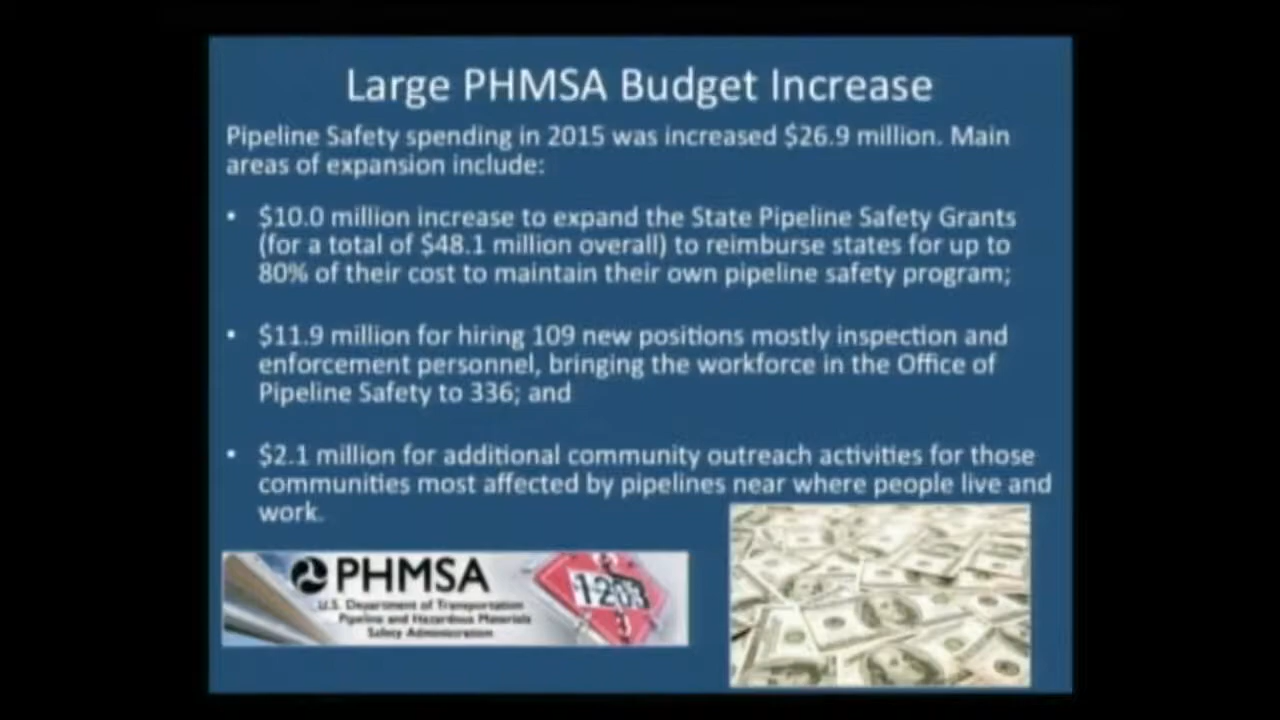 Large PHMSA Budget Increase
Pipeline Safety spending in 2015 was increased $26.9 million. Main
areas of expansion include:
• $10.0 million increase to expand the State Pipeline Safety Grants
(for a total of $48.1 million overall) to reimburse states for up to
80% of their cost to maintain their own pipeline safety program;
• $11.9 million for hiring 109 new positions mostly inspection and
enforcement personnel, bringing the workforce in the Office of
Pipeline Safety to 336; and
• $2.1 million for additional community outreach activities for those
communities most affected by pipelines near where people live and
work.
PHMSA
U.S. Department of Transportation
Pipeline and Hazardous Materials
Safety Administration
1203
3